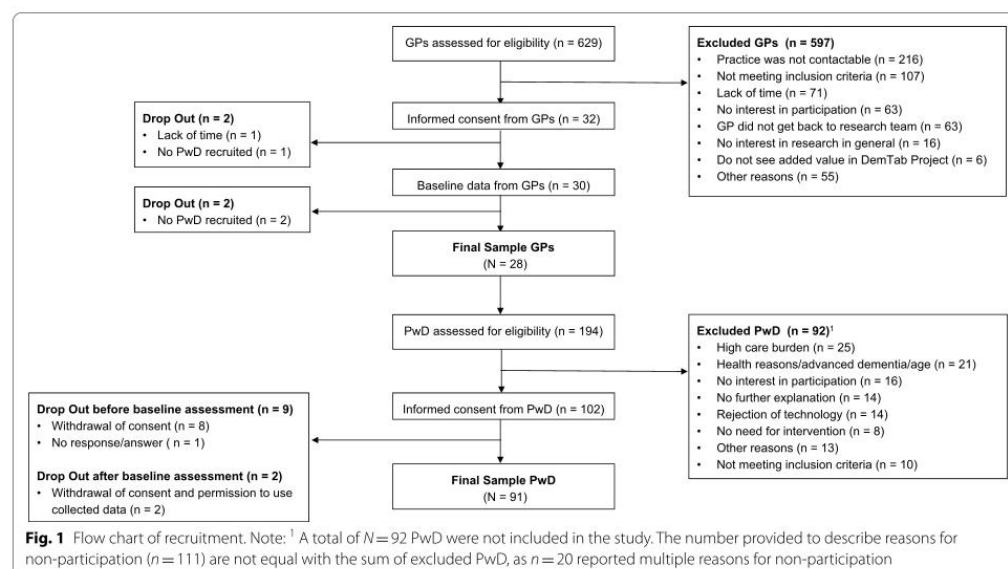 GPs assessed for eligibility (n = 629)
Excluded GPs (n = 597)
• Practice was not contactable (n = 216)
• Not meeting inclusion criteria (n = 107)
• Lack of time (n = 71)
• No interest in participation (n = 63)
• GP did not get back to research team (n = 63)
• No interest in research in general (n = 16)
• Do not see added value in DemTab Project (n = 6)
• Other reasons (n = 55)
Informed consent from GPs (n = 32)
Drop Out (n = 2)
• Lack of time (n = 1)
• No PwD recruited (n = 1)
Baseline data from GPs (n = 30)
Drop Out (n = 2)
• No PwD recruited (n = 2)
Final Sample GPs
(N = 28)
PwD assessed for eligibility (n = 194)
Excluded PwD (n = 92)¹
• High care burden (n = 25)
• Health reasons/advanced dementia/age (n = 21)
• No interest in participation (n = 16)
• No further explanation (n = 14)
• Rejection of technology (n = 14)
• No need for intervention (n = 8)
• Other reasons (n = 13)
• Not meeting inclusion criteria (n = 10)
Informed consent from PwD (n = 102)
Drop Out before baseline assessment (n = 9)
• Withdrawal of consent (n = 8)
• No response/answer ( n = 1)
Drop Out after baseline assessment (n = 2)
• Withdrawal of consent and permission to use
collected data (n = 2)
Final Sample PwD
(N = 91)
Fig. 1 Flow chart of recruitment. Note: ¹ A total of N = 92 PwD were not included in the study. The number provided to describe reasons for
non-participation (n = 111) are not equal with the sum of excluded PwD, as n = 20 reported multiple reasons for non-participation